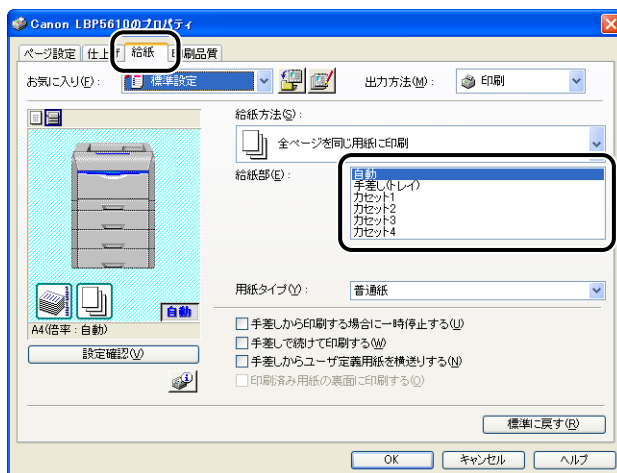 Canon LBP5610のプロパティ
ページ設定 仕上げ 給紙 印刷品質
お気に入り(F): 標準設定 出力方法(M): 印刷
給紙方法(S):
全ページを同じ用紙に印刷
給紙部(E):
自動
手差し(トレイ)
カセット1
カセット2
カセット3
カセット4
自動
用紙タイプ(Y): 普通紙
A4(倍率:自動)
設定確認(V)
手差しから印刷する場合に一時停止する(U)
手差しで続けて印刷する(W)
手差しからユーザ定義用紙を横送りする(N)
印刷済み用紙の裏面に印刷する(Q)
標準に戻す(R)
OK キャンセル ヘルプ